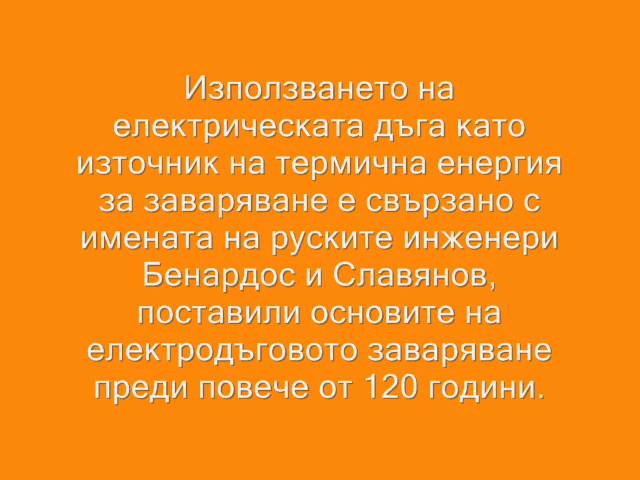 Използването на
електрическата дъга като
източник на термична енергия
за заваряване е свързано с
имената на руските инженери
Бенардос и Славянов,
поставили основите на
електродъговото заваряване
преди повече от 120 години.